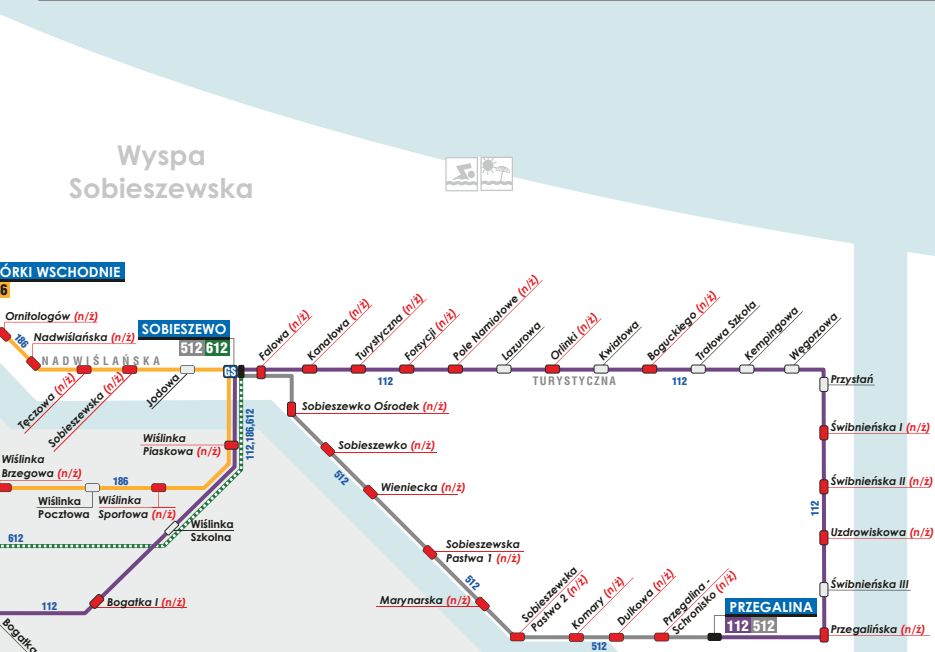 Wyspa
Sobieszewska
ÓRKI WSCHODNIE
6
Ornitologów (n/ż)
186
Nadwiślańska (n/ż)
NADWIŚLAŃSKA
SOBIESZEWO
512 612
GS
Tęczowa (n/ż)
Sobieszewska (n/ż)
Jodowa
Falowa (n/ż)
Kanałowa (n/ż)
Turystyczna (n/ż)
Forsycji (n/ż)
Pole Namiotowe (n/ż)
Lazurowa
Orlinki (n/ż)
Kwiatowa
Boguckiego (n/ż)
Trałowa Szkoła
Kempingowa
Węgorzowa
112
TURYSTYCZNA
112
Przystań
Świbnieńska I (n/ż)
Świbnieńska II (n/ż)
112
Uzdrowiskowa (n/ż)
Świbnieńska III
Przegalińska (n/ż)
Sobieszewko Ośrodek (n/ż)
Sobieszewko (n/ż)
512
Wieniecka (n/ż)
Sobieszewska
Pastwa 1 (n/ż)
512
Marynarska (n/ż)
Sobieszewska
Pastwa 2 (n/ż)
Komary (n/ż)
Dulkowa (n/ż)
Przegalina -
Schronisko (n/ż)
512
PRZEGALINA
112 512
112,186,612
Wiślinka
Piaskowa (n/ż)
Wiślinka
Brzegowa (n/ż)
186
Wiślinka
Pocztowa
Wiślinka
Sportowa (n/ż)
Wiślinka
Szkolna
612
Bogatka I (n/ż)
112
Bogatka